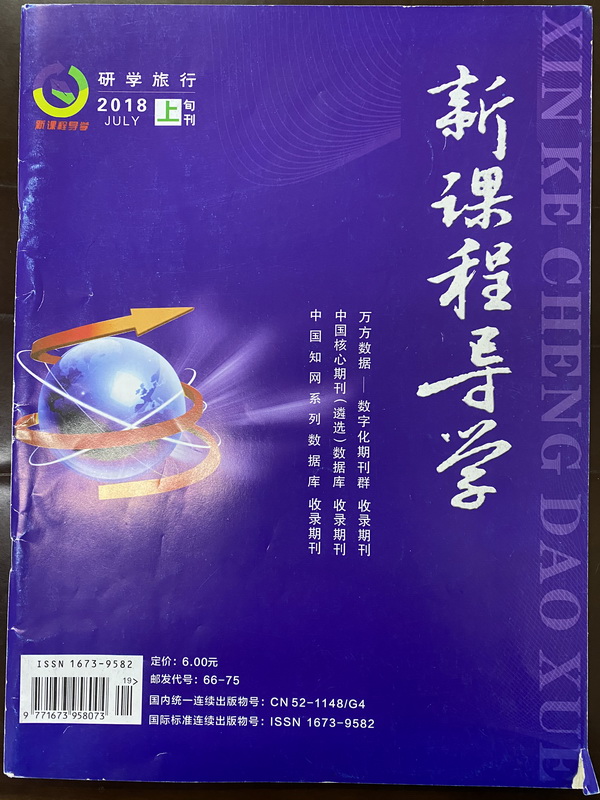 研学旅行
2018
JULY
上
旬刊
新课程导学
新课程导学
XIN KE CHENG DAO XUE
万方数据——数字化期刊群 收录期刊
中国核心期刊(遴选)数据库 收录期刊
中国知网系列数据库 收录期刊
ISSN 1673-9582
19>
9 771673 958073
定价：6.00元
邮发代号：66-75
国内统一连续出版物号：CN 52-1148/G4
国际标准连续出版物号：ISSN 1673-9582